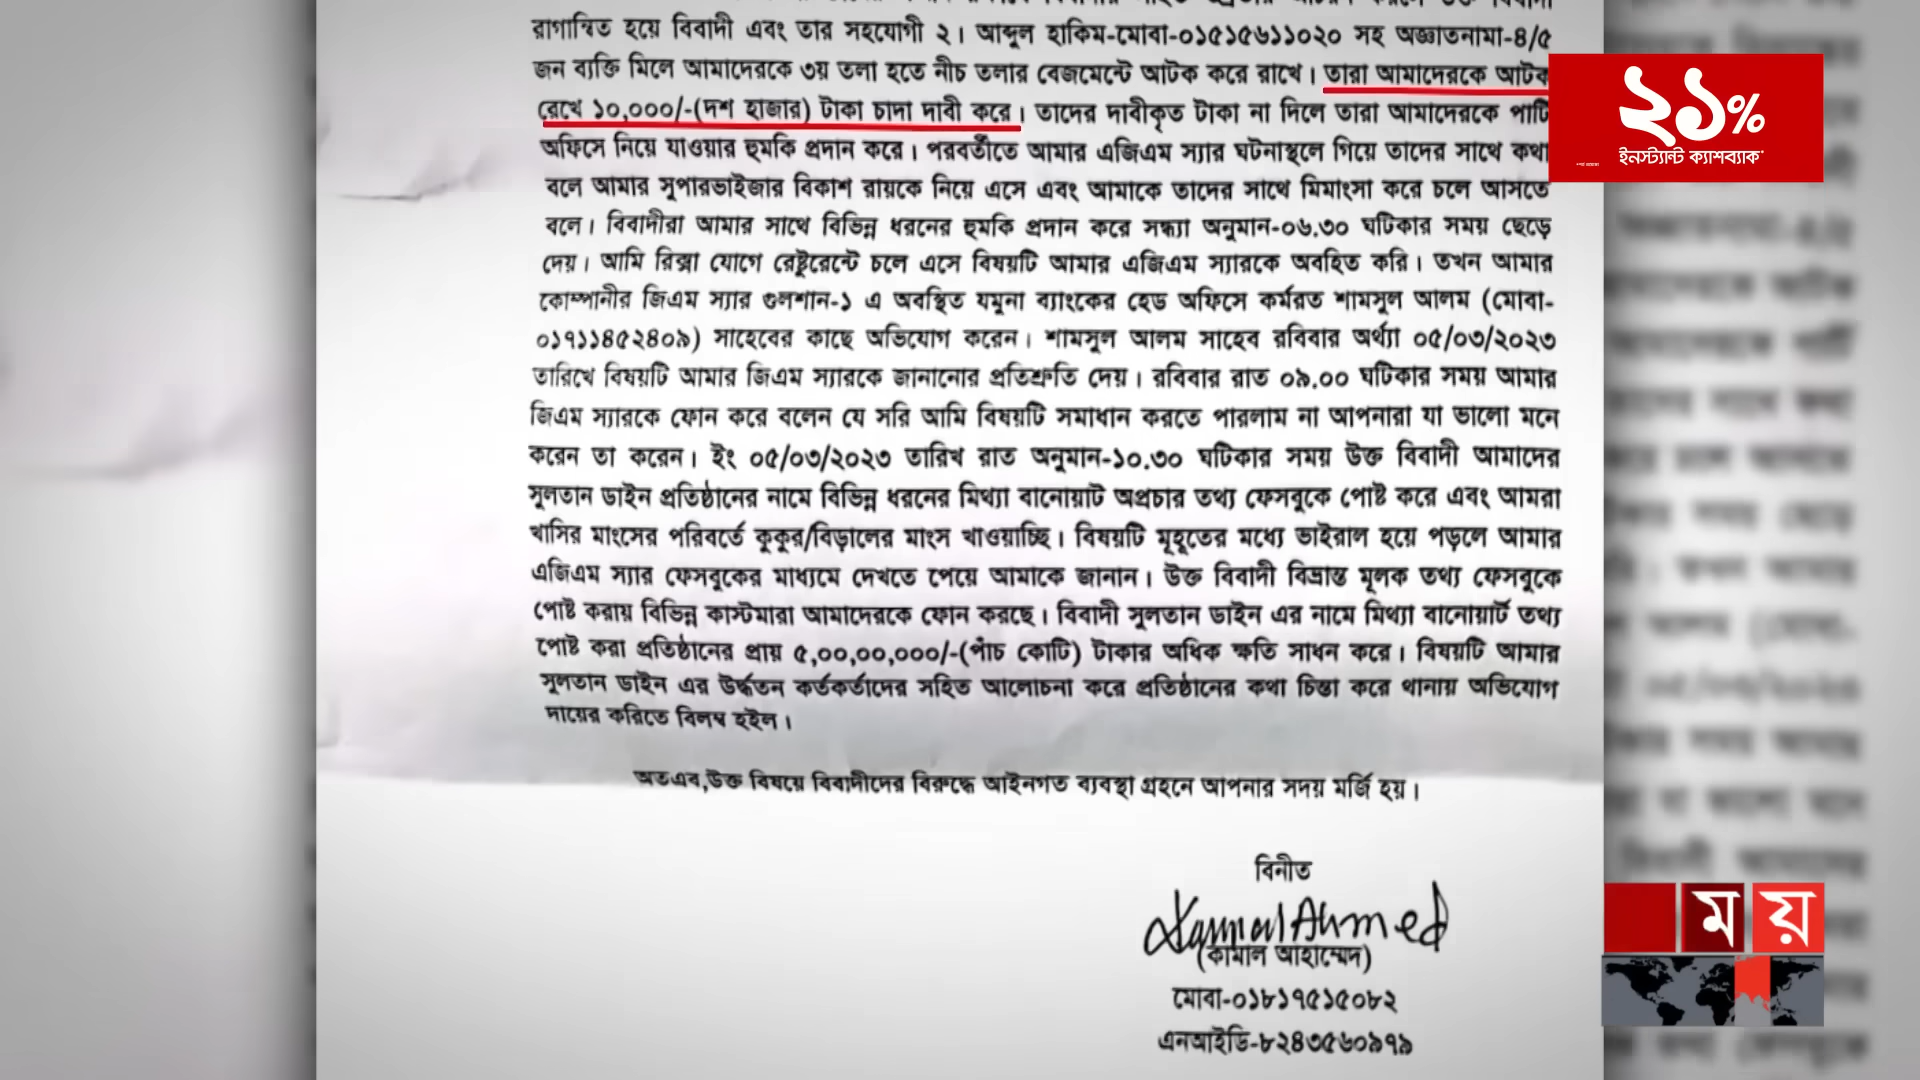 রাগান্বিত হয়ে বিবাদী এবং তার সহযোগী ২। আব্দুল হাকিম-মোবা-০১৫১৫৬১১০২০ সহ অজ্ঞাতনামা-৪/৫
জন ব্যক্তি মিলে আমাদেরকে ৩য় তলা হতে নীচ তলার বেজমেন্টে আটক করে রাখে। তারা আমাদেরকে আটক
রেখে ১০,০০০/-(দশ হাজার) টাকা চাদা দাবী করে। তাদের দাবীকৃত টাকা না দিলে তারা আমাদেরকে পার্টি
অফিসে নিয়ে যাওয়ার হুমকি প্রদান করে। পরবর্তীতে আমার এজিএম স্যার ঘটনাস্থলে গিয়ে তাদের সাথে কথা
বলে আমার সুপারভাইজার বিকাশ রায়কে নিয়ে এসে এবং আমাকে তাদের সাথে মিমাংসা করে চলে আসতে
বলে। বিবাদীরা আমার সাথে বিভিন্ন ধরনের হুমকি প্রদান করে সন্ধ্যা অনুমান-০৬.৩০ ঘটিকার সময় ছেড়ে
দেয়। আমি রিক্সা যোগে রেষ্টুরেন্টে চলে এসে বিষয়টি আমার এজিএম স্যারকে অবহিত করি। তখন আমার
কোম্পানীর জিএম স্যার গুলশান-১ এ অবস্থিত যমুনা ব্যাংকের হেড অফিসে কর্মরত শামসুল আলম (মোবা-
০১৭১১৪৫২৪০৯) সাহেবের কাছে অভিযোগ করেন। শামসুল আলম সাহেব রবিবার অর্থ্যা ০৫/০৩/২০২৩
তারিখে বিষয়টি আমার জিএম স্যারকে জানানোর প্রতিশ্রুতি দেয়। রবিবার রাত ০৯.০০ ঘটিকার সময় আমার
জিএম স্যারকে ফোন করে বলেন যে সরি আমি বিষয়টি সমাধান করতে পারলাম না আপনারা যা ভালো মনে
করেন তা করেন। ইং ০৫/০৩/২০২৩ তারিখ রাত অনুমান-১০.৩০ ঘটিকার সময় উক্ত বিবাদী আমাদের
সুলতান ডাইন প্রতিষ্ঠানের নামে বিভিন্ন ধরনের মিথ্যা বানোয়াট অপ্রচার তথ্য ফেসবুকে পোষ্ট করে এবং আমরা
খাসির মাংসের পরিবর্তে কুকুর/বিড়ালের মাংস খাওয়াচ্ছি। বিষয়টি মূহুতের মধ্যে ভাইরাল হয়ে পড়লে আমার
এজিএম স্যার ফেসবুকের মাধ্যমে দেখতে পেয়ে আমাকে জানান। উক্ত বিবাদী বিভ্রান্ত মূলক তথ্য ফেসবুকে
পোষ্ট করায় বিভিন্ন কাস্টমারা আমাদেরকে ফোন করছে। বিবাদী সুলতান ডাইন এর নামে মিথ্যা বানোয়ার্ট তথ্য
পোষ্ট করা প্রতিষ্ঠানের প্রায় ৫,০০,০০,০০০/-(পাঁচ কোটি) টাকার অধিক ক্ষতি সাধন করে। বিষয়টি আমার
সুলতান ডাইন এর উর্দ্ধতন কর্তকর্তাদের সহিত আলোচনা করে প্রতিষ্ঠানের কথা চিন্তা করে থানায় অভিযোগ
দায়ের করিতে বিলম্ব হইল।
অতএব,উক্ত বিষয়ে বিবাদীদের বিরুদ্ধে আইনগত ব্যবস্থা গ্রহনে আপনার সদয় মর্জি হয়।
বিনীত
Kamal Ahmed
(কামাল আহাম্মেদ)
মোবা-০১৮১৭৫১৫০৮২
এনআইডি-৮২৪৩৫৬০৯৭৯
২১%
ইনস্ট্যান্ট ক্যাশব্যাক
ময়